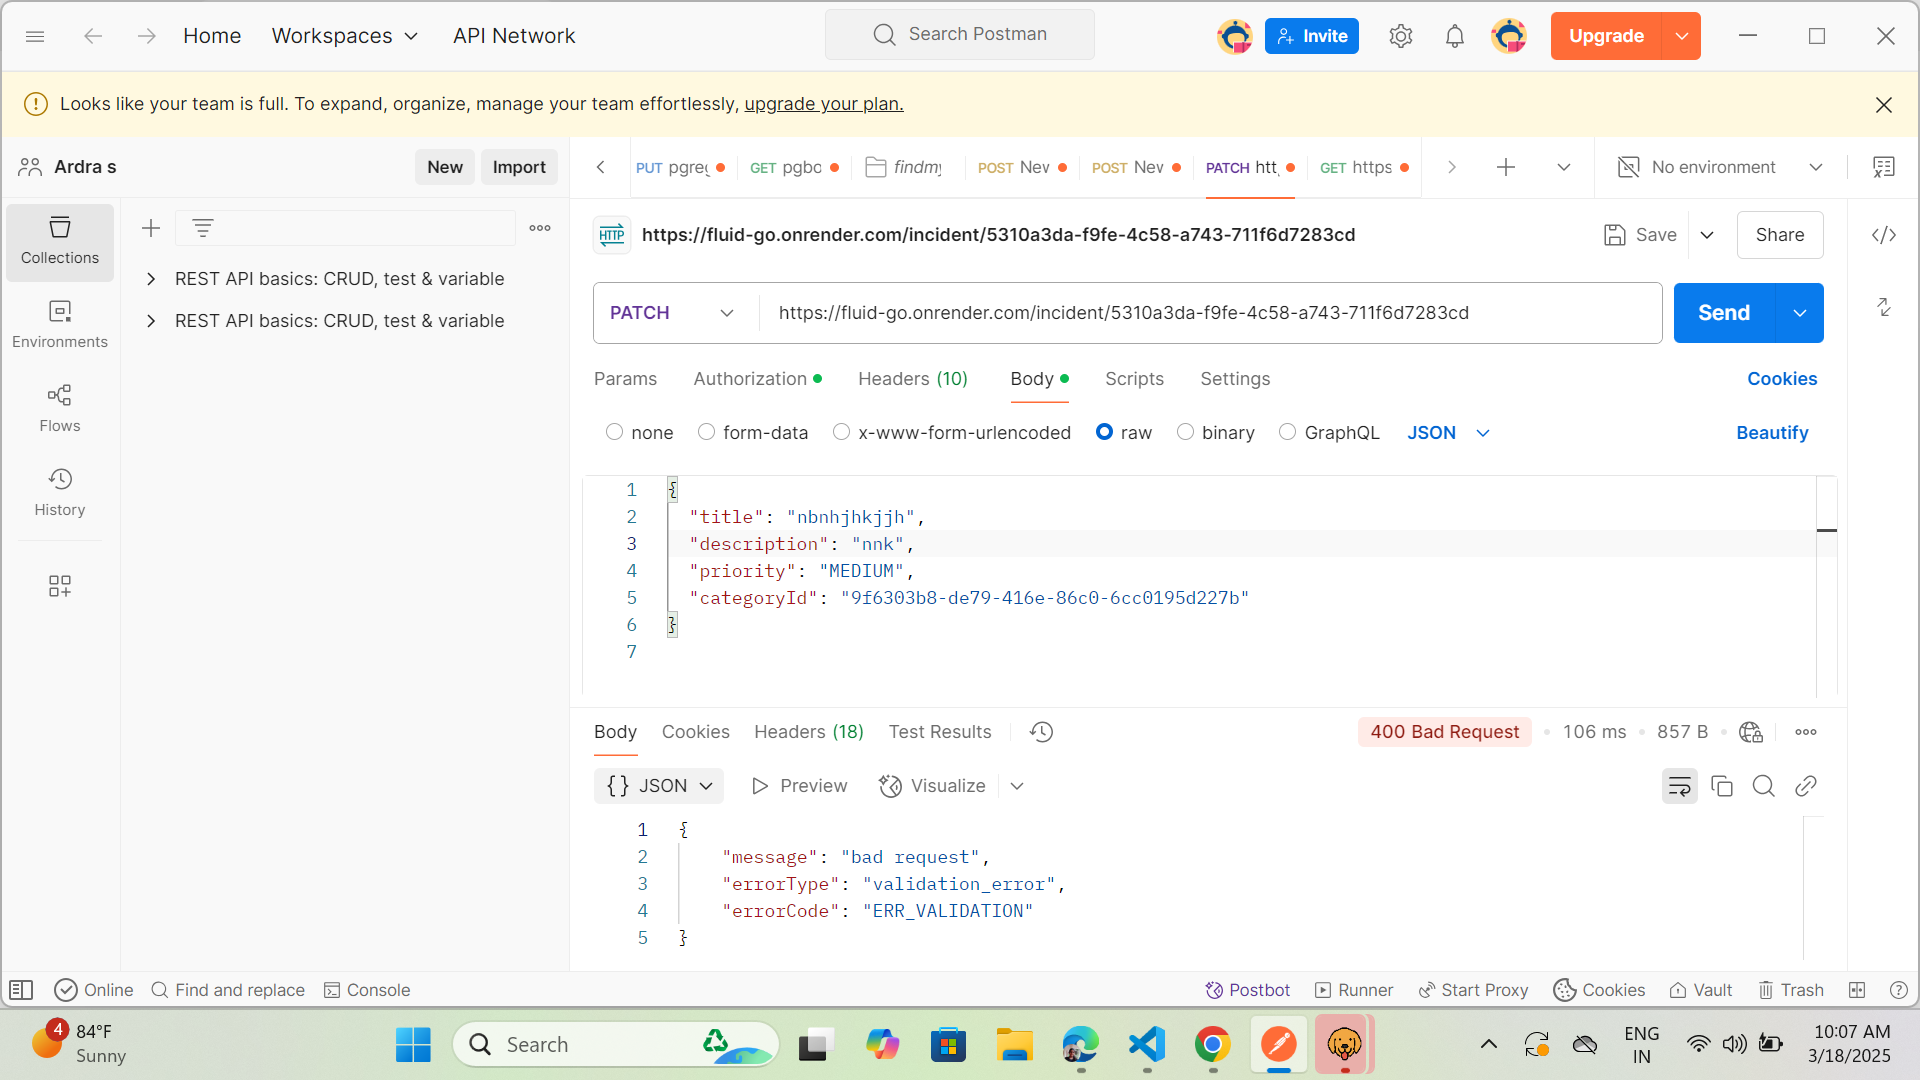 Home
Workspaces
API Network
Search Postman
Invite
Upgrade
Looks like your team is full. To expand, organize, manage your team effortlessly, upgrade your plan.
Ardra s
New
Import
PUT pgre
GET pgbo
findmy
POST Nev
POST Nev
PATCH htt
GET https
No environment
Collections
REST API basics: CRUD, test & variable
REST API basics: CRUD, test & variable
Environments
Flows
History
HTTP
https://fluid-go.onrender.com/incident/5310a3da-f9fe-4c58-a743-711f6d7283cd
Save
Share
PATCH
https://fluid-go.onrender.com/incident/5310a3da-f9fe-4c58-a743-711f6d7283cd
Send
Params
Authorization
Headers (10)
Body
Scripts
Settings
Cookies
none
form-data
x-www-form-urlencoded
raw
binary
GraphQL
JSON
Beautify
1 {
2 "title": "nbnhjhkjjh",
3 "description": "nnk",
4 "priority": "MEDIUM",
5 "categoryId": "9f6303b8-de79-416e-86c0-6cc0195d227b"
6 }
7
Body
Cookies
Headers (18)
Test Results
400 Bad Request
106 ms
857 B
{} JSON
Preview
Visualize
1 {
2 "message": "bad request",
3 "errorType": "validation_error",
4 "errorCode": "ERR_VALIDATION"
5 }
Online
Find and replace
Console
Postbot
Runner
Start Proxy
Cookies
Vault
Trash
4
84°F
Sunny
Search
ENG
IN
10:07 AM
3/18/2025